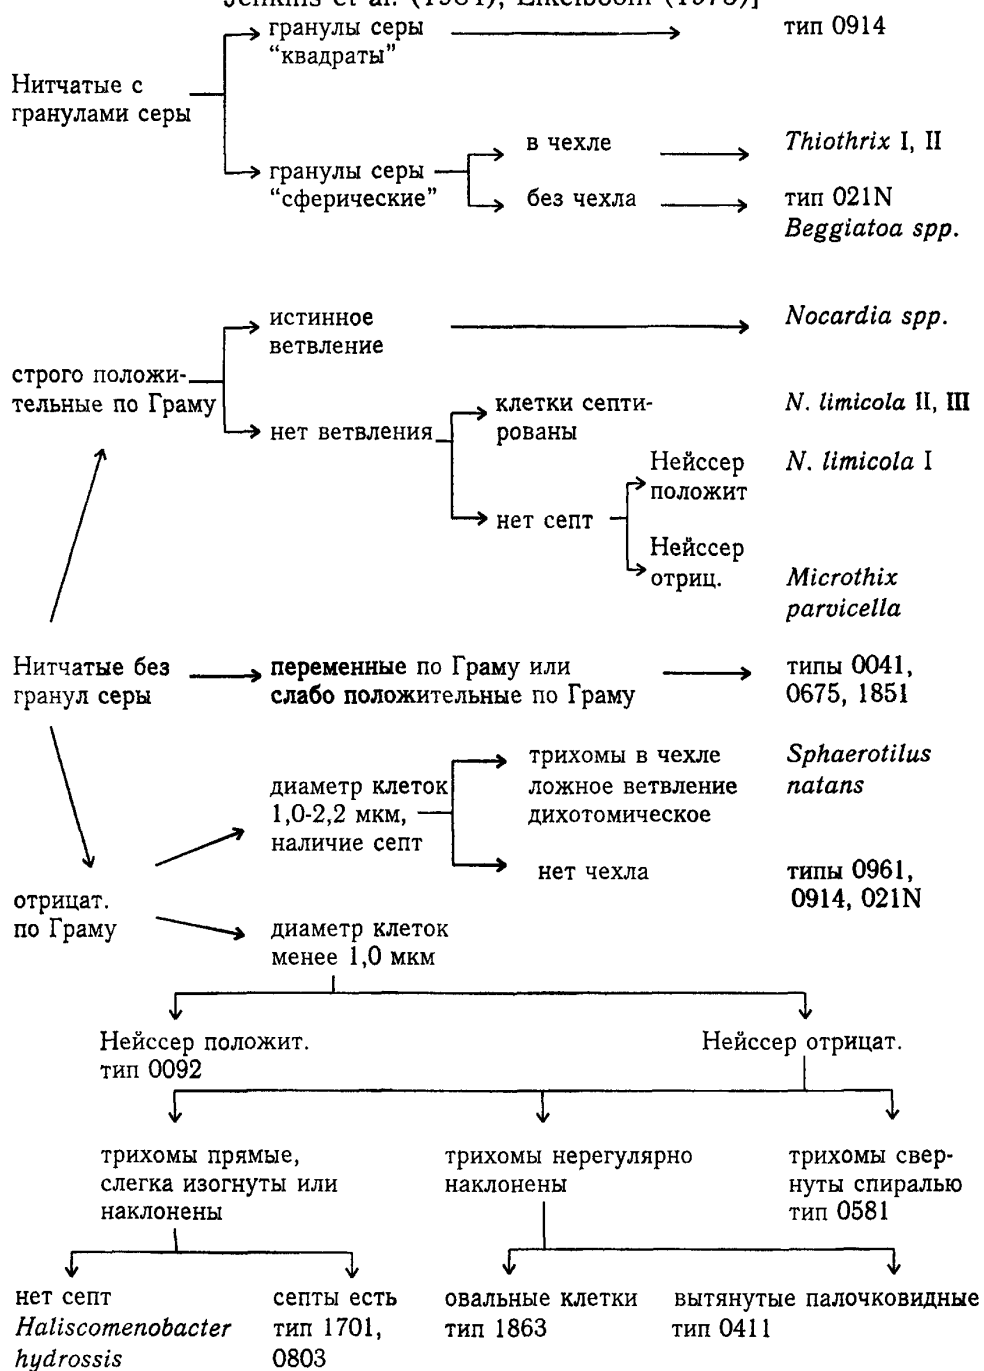 Jenkins et al. (1984), Eikelboom (1975)]
гранулы серы
“квадраты”
тип 0914
Нитчатые с
гранулами серы
гранулы серы
“сферические”
в чехле
Thiothrix I, II
без чехла
тип 021N
Beggiatoa spp.
истинное
ветвление
Nocardia spp.
строго положи-
тельные по Граму
нет ветвления
клетки септи-
рованы
N. limicola II, III
нет септ
Нейссер
положит
N. limicola I
Нейссер
отриц.
Microthix
parvicella
Нитчатые без
гранул серы
переменные по Граму или
слабо положительные по Граму
типы 0041,
0675, 1851
отрицат.
по Граму
диаметр клеток
1,0-2,2 мкм,
наличие септ
трихомы в чехле
ложное ветвление
дихотомическое
Sphaerotilus
natans
нет чехла
типы 0961,
0914, 021N
диаметр клеток
менее 1,0 мкм
Нейссер положит.
тип 0092
Нейссер отрицат.
трихомы прямые,
слегка изогнуты или
наклонены
трихомы нерегулярно
наклонены
трихомы свер-
нуты спиралью
тип 0581
нет септ
Haliscomenobacter
hydrossis
септы есть
тип 1701,
0803
овальные клетки
тип 1863
вытянутые палочковидные
тип 0411